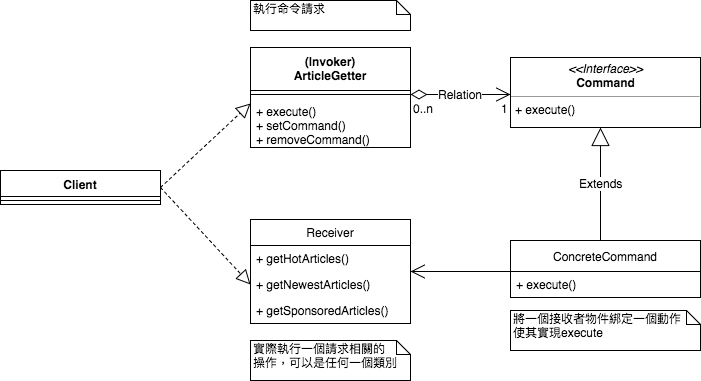 執行命令請求
(Invoker)
ArticleGetter
+ execute()
+ setCommand()
+ removeCommand()
Relation
0..n
1
<<Interface>>
Command
+ execute()
Extends
Client
Receiver
+ getHotArticles()
+ getNewestArticles()
+ getSponsoredArticles()
ConcreteCommand
+ execute()
將一個接收者物件綁定一個動作
使其實現execute
實際執行一個請求相關的
操作，可以是任何一個類別